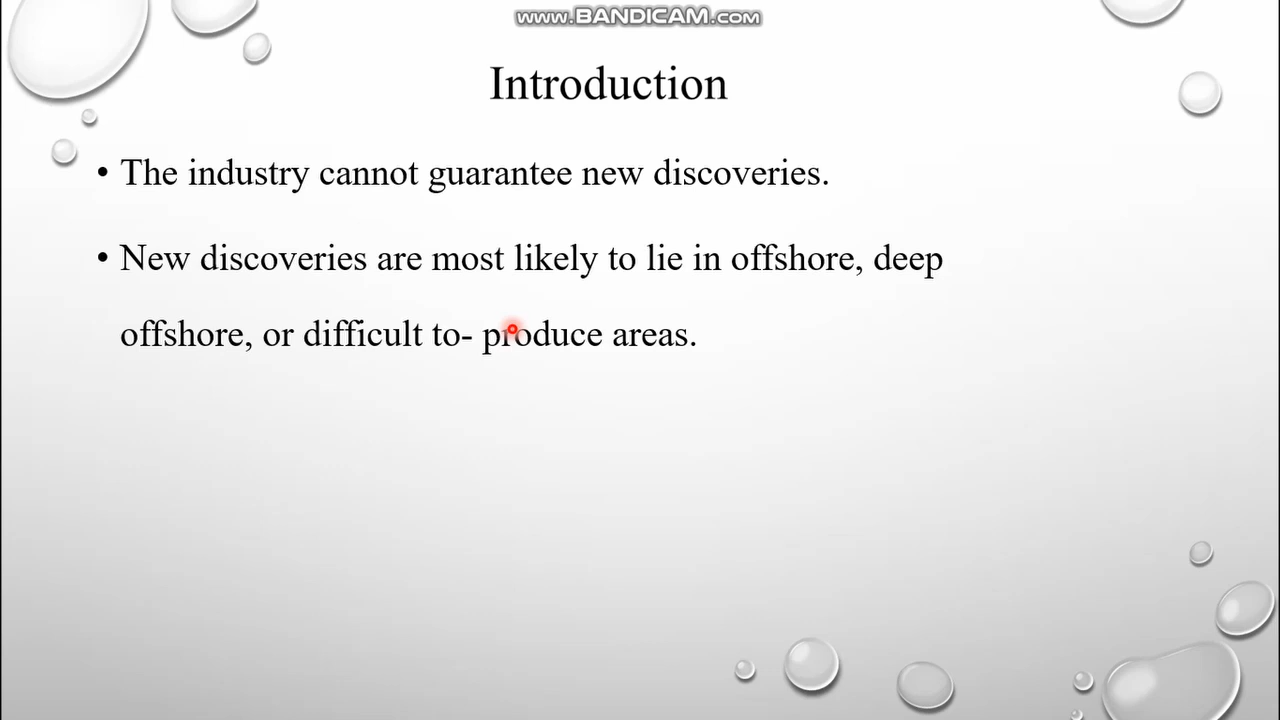 www.BANDICAM.com
Introduction
• The industry cannot guarantee new discoveries.
• New discoveries are most likely to lie in offshore, deep
offshore, or difficult to- produce areas.